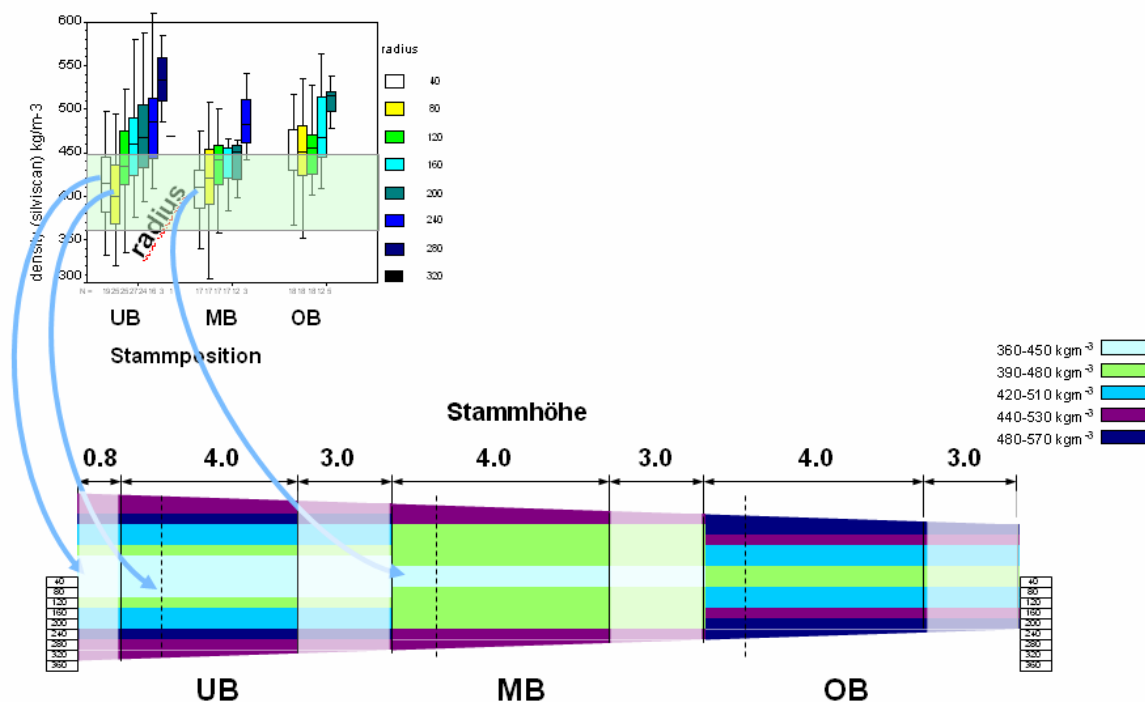 600
550
500
450
400
350
300
density (silviscan) kg/m-3
radius
40
80
120
160
200
240
280
320
radius
N =
UB MB OB
Stammposition
360-450 kgm⁻³
390-480 kgm⁻³
420-510 kgm⁻³
440-530 kgm⁻³
480-570 kgm⁻³
Stammhöhe
0.8 4.0 3.0 4.0 3.0 4.0 3.0
40 40
80 80
120 120
160 160
200 200
240 240
280 280
320 320
360 360
UB MB OB